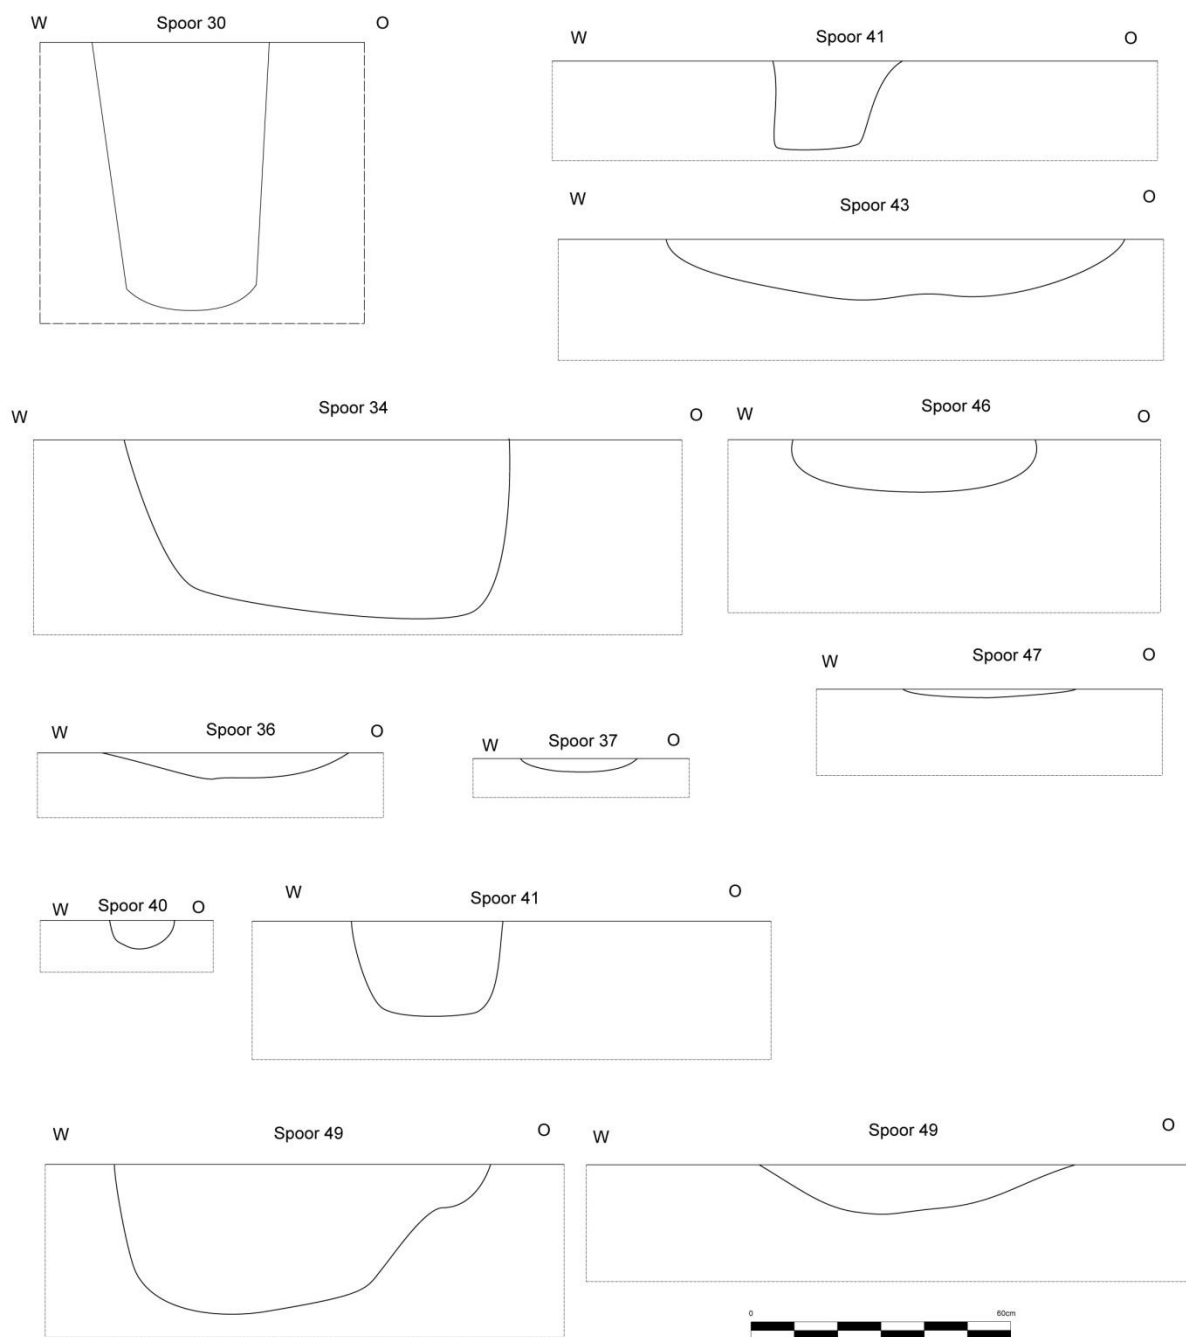 W Spoor 30 O
W Spoor 41 O
W Spoor 43 O
W Spoor 34 O
W Spoor 46 O
W Spoor 47 O
W Spoor 36 O
W Spoor 37 O
W Spoor 40 O
W Spoor 41 O
W Spoor 49 O
W Spoor 49 O
0 60cm